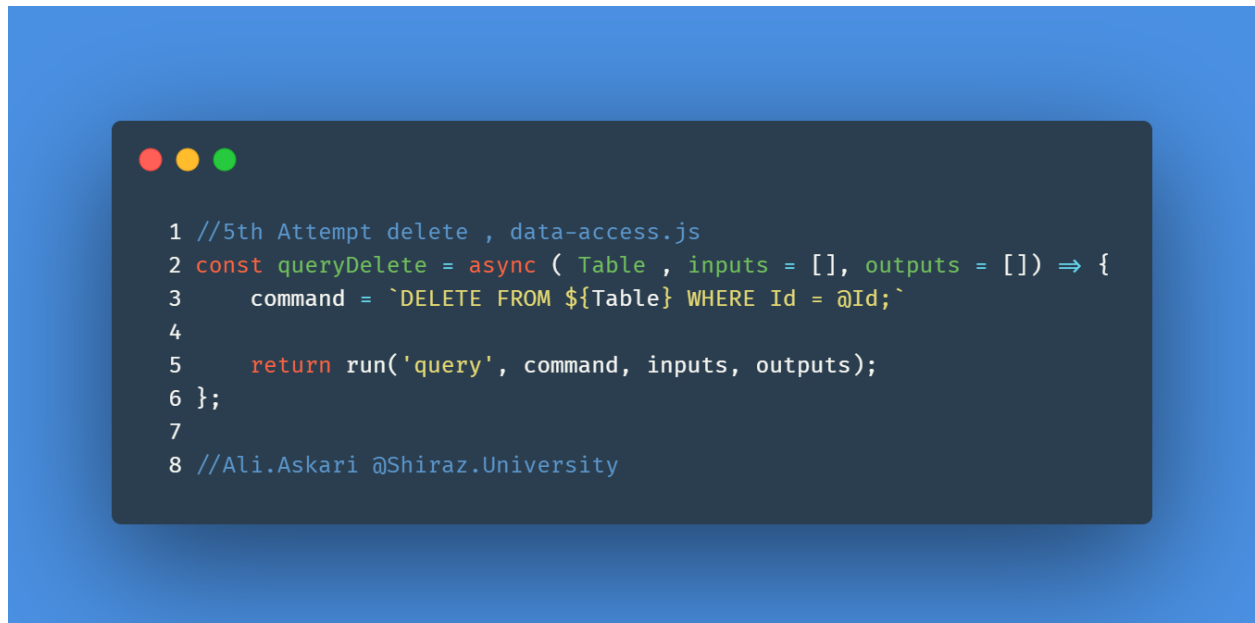 1 //5th Attempt delete , data-access.js
2 const queryDelete = async ( Table , inputs = [], outputs = []) => {
3     command = `DELETE FROM ${Table} WHERE Id = @Id;`
4
5     return run('query', command, inputs, outputs);
6 };
7
8 //Ali.Askari @Shiraz.University